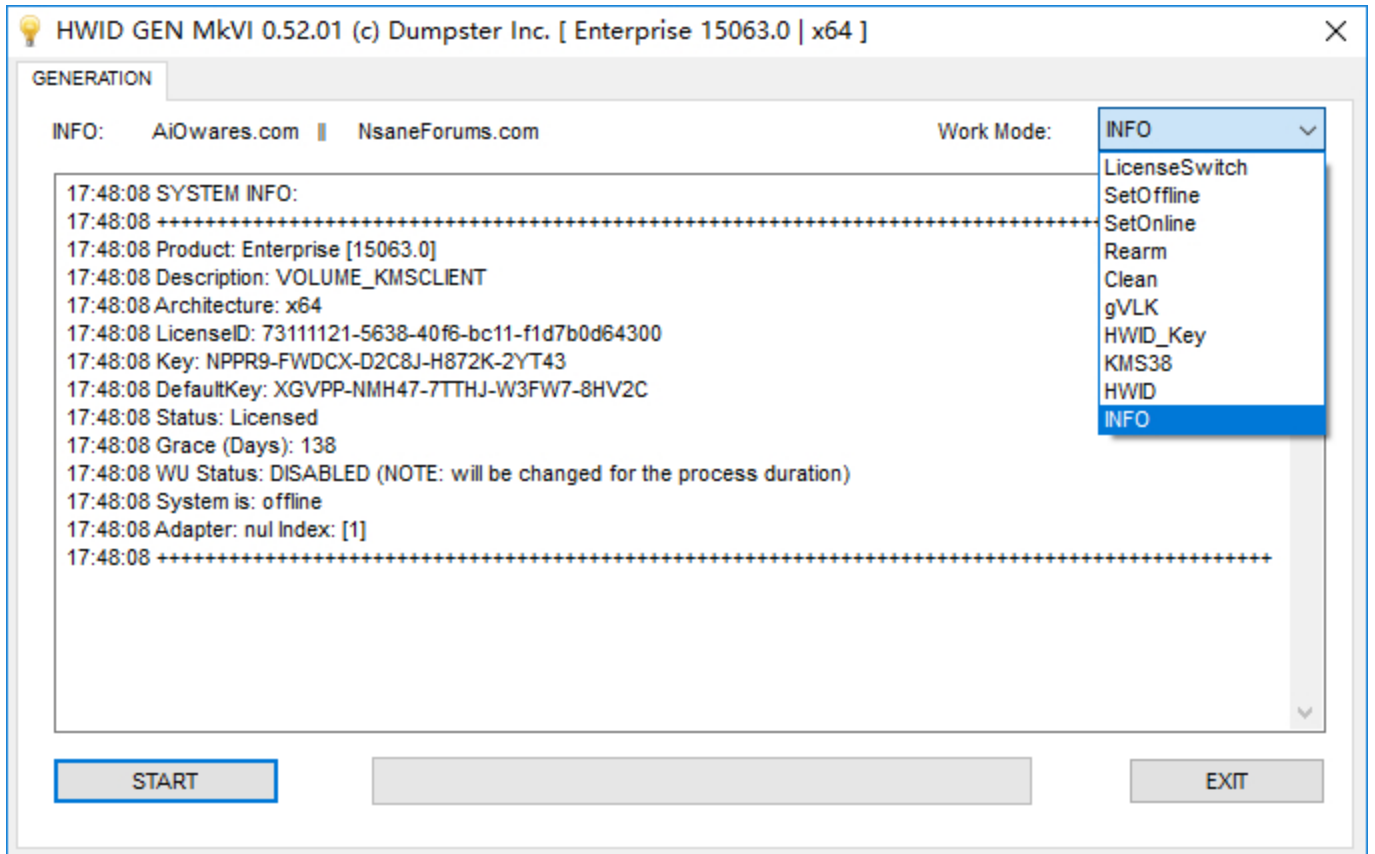 HWID GEN MkVI 0.52.01 (c) Dumpster Inc. [ Enterprise 15063.0 | x64 ]
GENERATION
INFO: AiOwares.com || NsaneForums.com Work Mode: INFO
LicenseSwitch
SetOffline
SetOnline
Rearm
Clean
gVLK
HWID_Key
KMS38
HWID
INFO
17:48:08 SYSTEM INFO:
17:48:08 ++++++++++++++++++++++++++++++++++++++++++++++++++++++++++++++++++++++++++++++
17:48:08 Product: Enterprise [15063.0]
17:48:08 Description: VOLUME_KMSCLIENT
17:48:08 Architecture: x64
17:48:08 LicenseID: 73111121-5638-40f6-bc11-f1d7b0d64300
17:48:08 Key: NPPR9-FWDCX-D2C8J-H872K-2YT43
17:48:08 DefaultKey: XGVPP-NMH47-7TTHJ-W3FW7-8HV2C
17:48:08 Status: Licensed
17:48:08 Grace (Days): 138
17:48:08 WU Status: DISABLED (NOTE: will be changed for the process duration)
17:48:08 System is: offline
17:48:08 Adapter: nul Index: [1]
17:48:08 +++++++++++++++++++++++++++++++++++++++++++++++++++++++++++++++++++++++++++++++++++++++++++++
START
EXIT